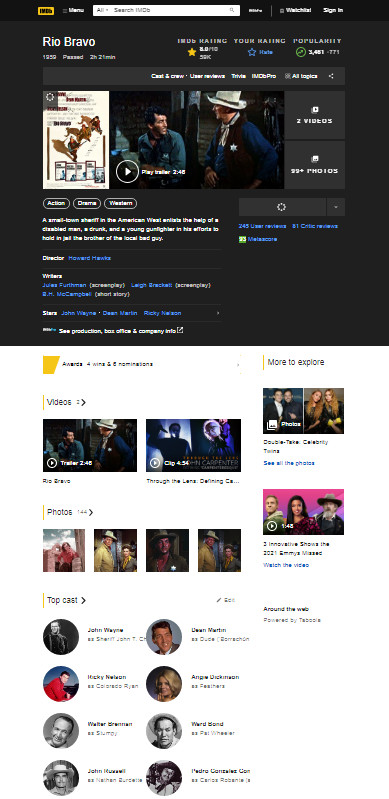 IMDb Menu All Search IMDb IMDbPro Watchlist Sign In
Rio Bravo
1959 Passed 2h 21min
IMDb RATING YOUR RATING POPULARITY
8.0/10 Rate 3,461 -771
59K
Cast & crew · User reviews Trivia IMDbPro All topics
Play trailer 2:46
2 VIDEOS
99+ PHOTOS
Action Drama Western
A small-town sheriff in the American West enlists the help of a
disabled man, a drunk, and a young gunfighter in his efforts to
hold in jail the brother of the local bad guy.
245 User reviews 81 Critic reviews
Metascore
Director Howard Hawks
Writers
Jules Furthman (screenplay) Leigh Brackett (screenplay)
B.H. McCampbell (short story)
Stars John Wayne · Dean Martin Ricky Nelson
IMDbPro See production, box office & company info
Awards 4 wins & 6 nominations
More to explore
Videos 2
Trailer 2:46
Clip 4:34
Rio Bravo
Through the Lens: Defining Ca...
Photos
Double-Take: Celebrity
Twins
See all the photos
Photos 144
1:48
3 Innovative Shows the
2021 Emmys Missed
Watch the video
Top cast Edit
Around the web
Powered by Taboola
John Wayne
as Sheriff John T. Ch
Dean Martin
as Dude ('Borrachón
Ricky Nelson
as Colorado Ryan
Angie Dickinson
as Feathers
Walter Brennan
as Stumpy
Ward Bond
as Pat Wheeler
John Russell
as Nathan Burdette
Pedro Gonzalez Gon
as Carlos Robante (a